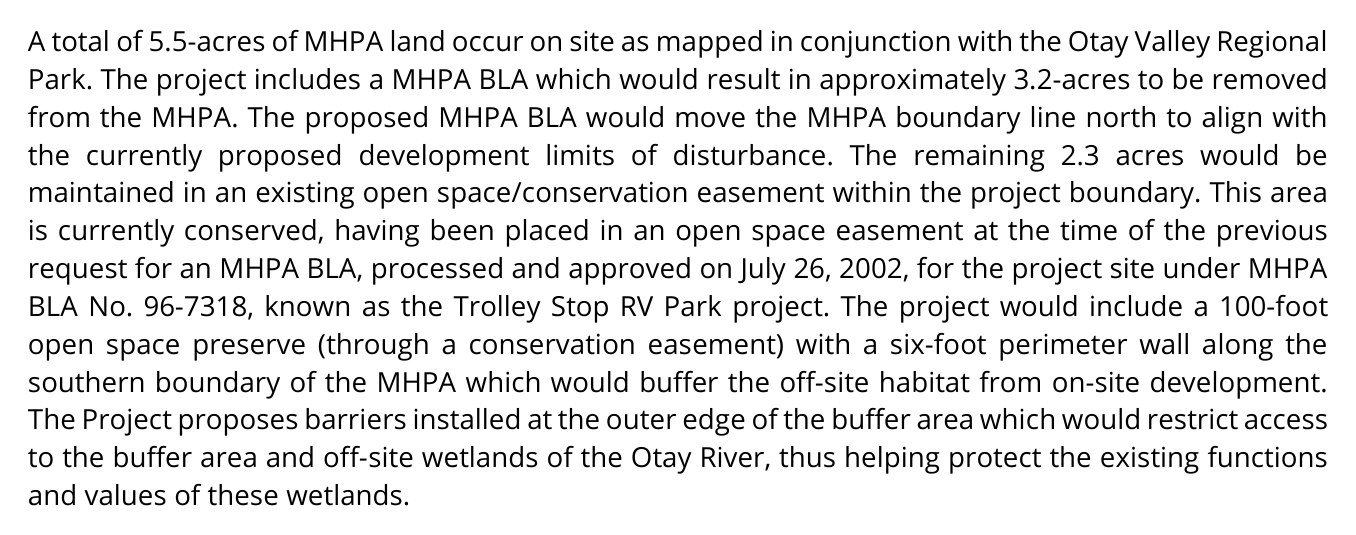 A total of 5.5-acres of MHPA land occur on site as mapped in conjunction with the Otay Valley Regional
Park. The project includes a MHPA BLA which would result in approximately 3.2-acres to be removed
from the MHPA. The proposed MHPA BLA would move the MHPA boundary line north to align with
the currently proposed development limits of disturbance. The remaining 2.3 acres would be
maintained in an existing open space/conservation easement within the project boundary. This area
is currently conserved, having been placed in an open space easement at the time of the previous
request for an MHPA BLA, processed and approved on July 26, 2002, for the project site under MHPA
BLA No. 96-7318, known as the Trolley Stop RV Park project. The project would include a 100-foot
open space preserve (through a conservation easement) with a six-foot perimeter wall along the
southern boundary of the MHPA which would buffer the off-site habitat from on-site development.
The Project proposes barriers installed at the outer edge of the buffer area which would restrict access
to the buffer area and off-site wetlands of the Otay River, thus helping protect the existing functions
and values of these wetlands.